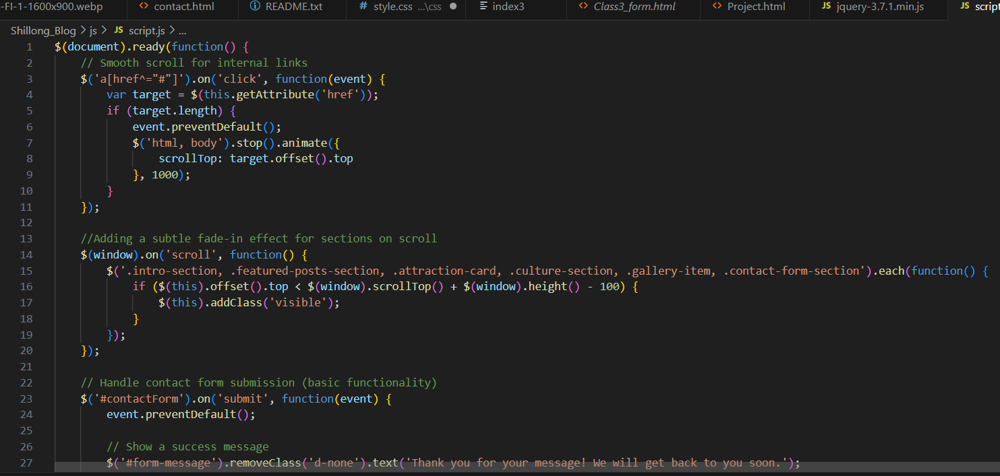 -FI-1-1600x900.webp <> contact.html ⓘ README.txt # style.css ...\css ● index3 <> Class3_form.html <> Project.html JS jquery-3.7.1.min.js JS script
Shillong_Blog > js > JS script.js > ...
1 $(document).ready(function() {
2 // Smooth scroll for internal links
3 $('a[href^="#"]').on('click', function(event) {
4 var target = $(this.getAttribute('href'));
5 if (target.length) {
6 event.preventDefault();
7 $('html, body').stop().animate({
8 scrollTop: target.offset().top
9 }, 1000);
10 }
11 });
12
13 //Adding a subtle fade-in effect for sections on scroll
14 $(window).on('scroll', function() {
15 $('.intro-section, .featured-posts-section, .attraction-card, .culture-section, .gallery-item, .contact-form-section').each(function() {
16 if ($(this).offset().top < $(window).scrollTop() + $(window).height() - 100) {
17 $(this).addClass('visible');
18 }
19 });
20 });
21
22 // Handle contact form submission (basic functionality)
23 $('#contactForm').on('submit', function(event) {
24 event.preventDefault();
25
26 // Show a success message
27 $('#form-message').removeClass('d-none').text('Thank you for your message! We will get back to you soon.');